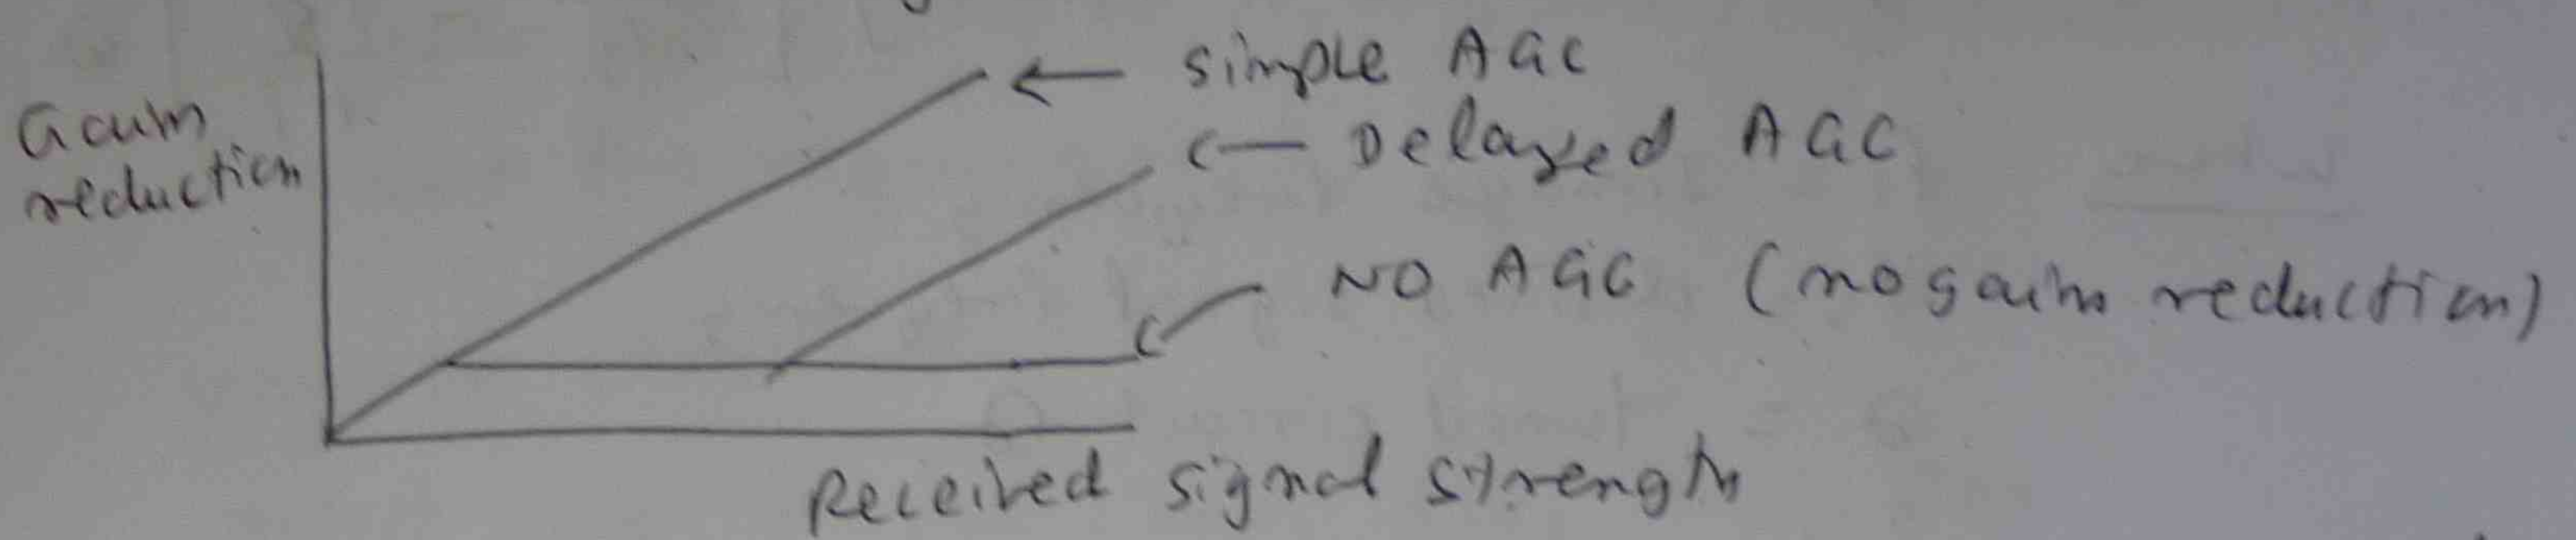 simple AGC
Gain
reduction
Delayed AGC
NO AGC (no gain reduction)
Received signal strength